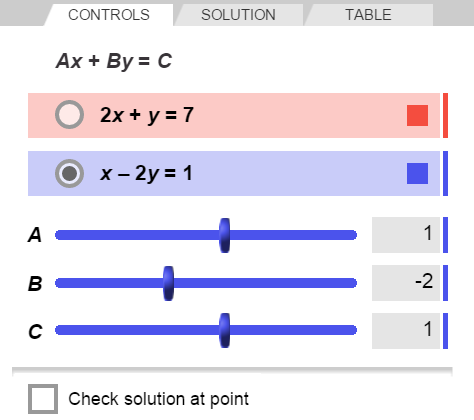 CONTROLS SOLUTION TABLE
Ax + By = C
2x + y = 7
x – 2y = 1
A 1
B -2
C 1
Check solution at point